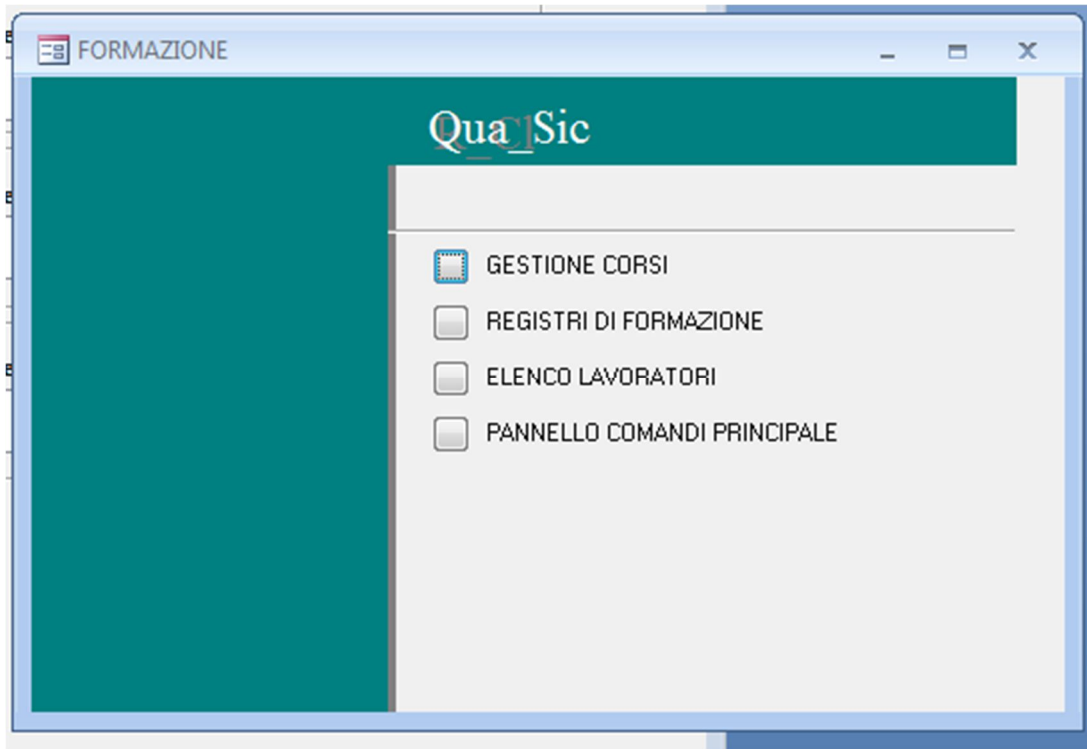 FORMAZIONE
Qua_Sic
GESTIONE CORSI
REGISTRI DI FORMAZIONE
ELENCO LAVORATORI
PANNELLO COMANDI PRINCIPALE